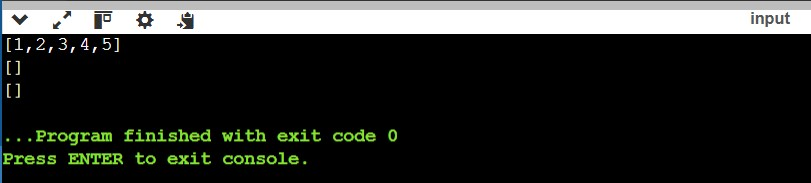 input
[1,2,3,4,5]
[]
[]
...Program finished with exit code 0
Press ENTER to exit console.